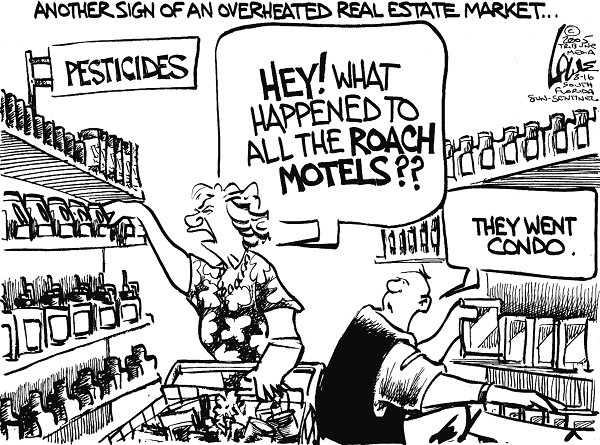 ANOTHER SIGN OF AN OVERHEATED REAL ESTATE MARKET...
PESTICIDES
HEY! WHAT
HAPPENED TO
ALL THE ROACH
MOTELS??
THEY WENT
CONDO.
©
2005
TRIBUNE
MEDIA
8-16
SOUTH
FLORIDA
SUN-SENTINEL